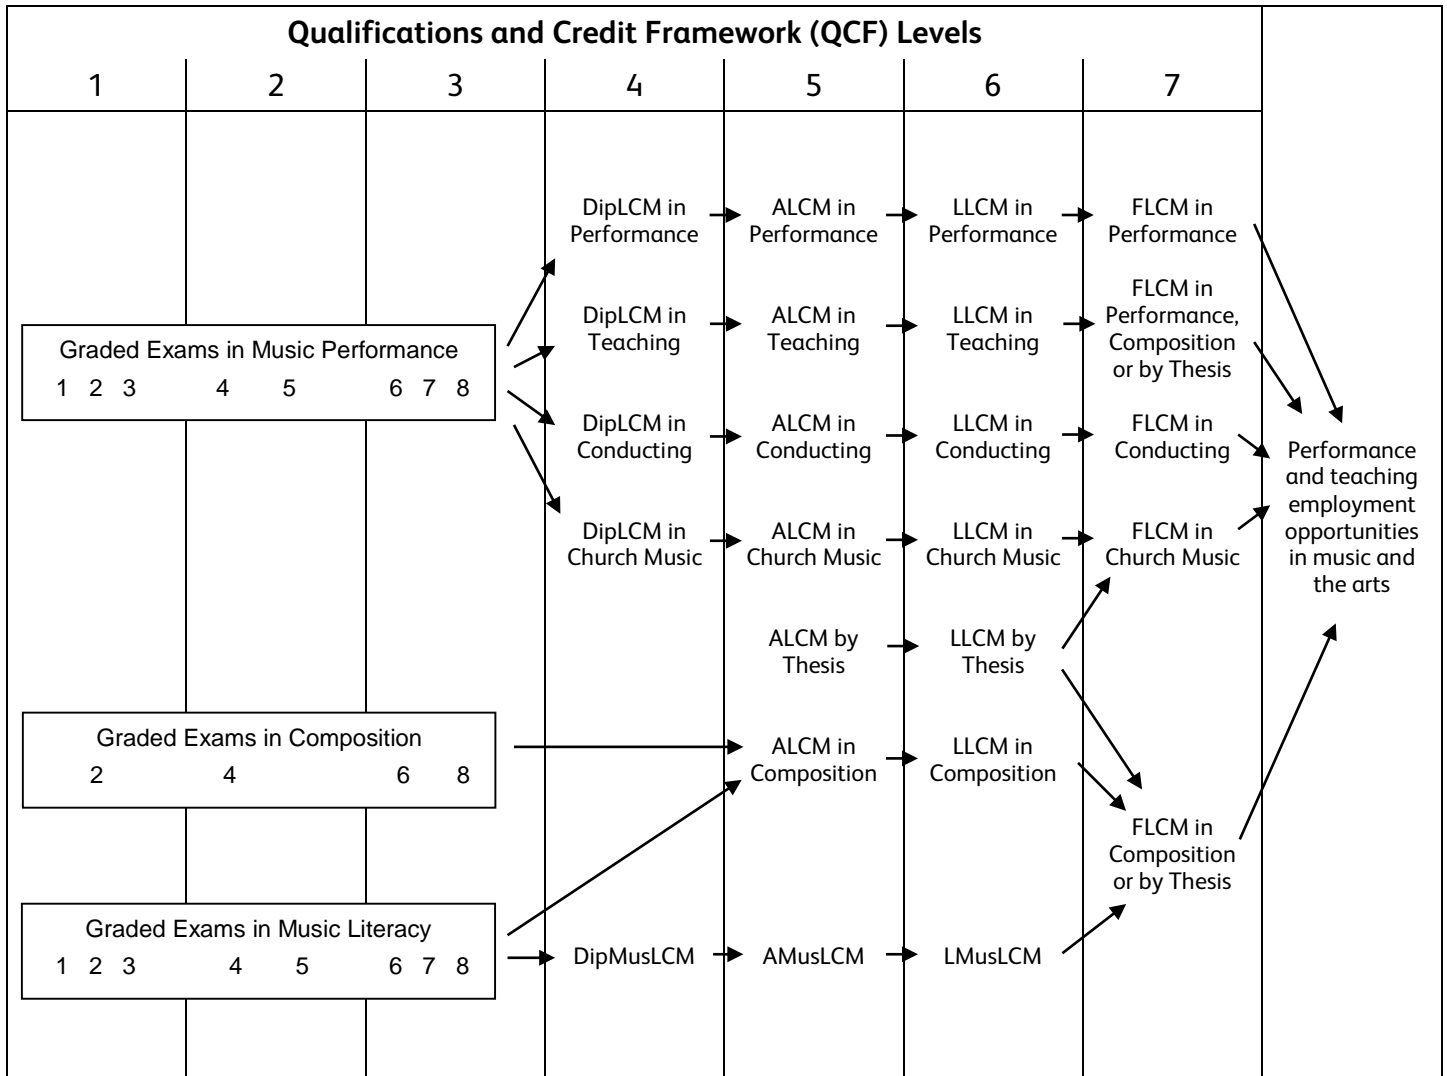 Qualifications and Credit Framework (QCF) Levels
1 2 3 4 5 6 7
DipLCM in
Performance
ALCM in
Performance
LLCM in
Performance
FLCM in
Performance
Graded Exams in Music Performance
1 2 3 4 5 6 7 8
DipLCM in
Teaching
ALCM in
Teaching
LLCM in
Teaching
FLCM in
Performance,
Composition
or by Thesis
DipLCM in
Conducting
ALCM in
Conducting
LLCM in
Conducting
FLCM in
Conducting
DipLCM in
Church Music
ALCM in
Church Music
LLCM in
Church Music
FLCM in
Church Music
Performance
and teaching
employment
opportunities
in music and
the arts
ALCM by
Thesis
LLCM by
Thesis
Graded Exams in Composition
2 4 6 8
ALCM in
Composition
LLCM in
Composition
FLCM in
Composition
or by Thesis
Graded Exams in Music Literacy
1 2 3 4 5 6 7 8
DipMusLCM
AMusLCM
LMusLCM